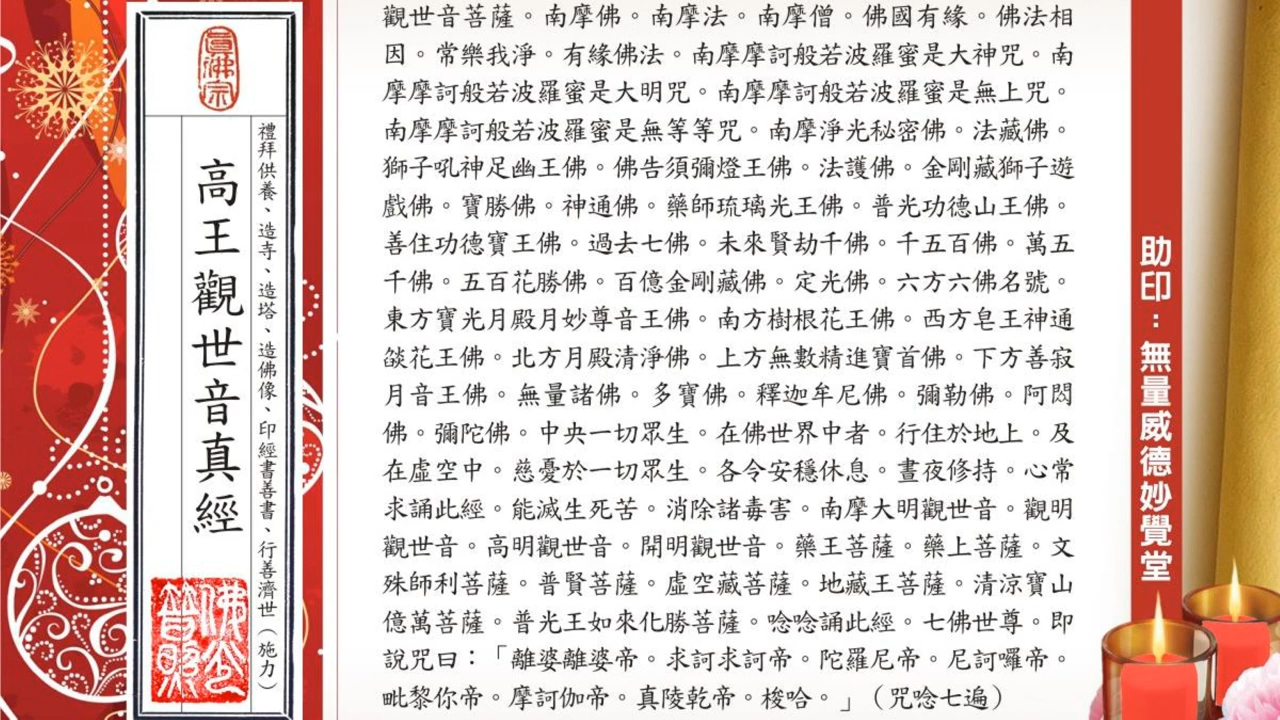 真佛宗
禮拜供養、造寺、造塔、造佛像、印經書善書、行善濟世（施力）
高王觀世音真經
觀世音菩薩。南摩佛。南摩法。南摩僧。佛國有緣。佛法相
因。常樂我淨。有緣佛法。南摩摩訶般若波羅蜜是大神咒。南
摩摩訶般若波羅蜜是大明咒。南摩摩訶般若波羅蜜是無上咒。
南摩摩訶般若波羅蜜是無等等咒。南摩淨光秘密佛。法藏佛。
獅子吼神足幽王佛。佛告須彌燈王佛。法護佛。金剛藏獅子遊
戲佛。寶勝佛。神通佛。藥師琉璃光王佛。普光功德山王佛。
善住功德寶王佛。過去七佛。未來賢劫千佛。千五百佛。萬五
千佛。五百花勝佛。百億金剛藏佛。定光佛。六方六佛名號。
東方寶光月殿月妙尊音王佛。南方樹根花王佛。西方皂王神通
燄花王佛。北方月殿清淨佛。上方無數精進寶首佛。下方善寂
月音王佛。無量諸佛。多寶佛。釋迦牟尼佛。彌勒佛。阿閦
佛。彌陀佛。中央一切眾生。在佛世界中者。行住於地上。及
在虛空中。慈憂於一切眾生。各令安穩休息。晝夜修持。心常
求誦此經。能滅生死苦。消除諸毒害。南摩大明觀世音。觀明
觀世音。高明觀世音。開明觀世音。藥王菩薩。藥上菩薩。文
殊師利菩薩。普賢菩薩。虛空藏菩薩。地藏王菩薩。清涼寶山
億萬菩薩。普光王如來化勝菩薩。唸唸誦此經。七佛世尊。即
說咒曰：「離婆離婆帝。求訶求訶帝。陀羅尼帝。尼訶囉帝。
毗黎你帝。摩訶伽帝。真陵乾帝。梭哈。」（咒唸七遍）
助印：無量威德妙覺堂